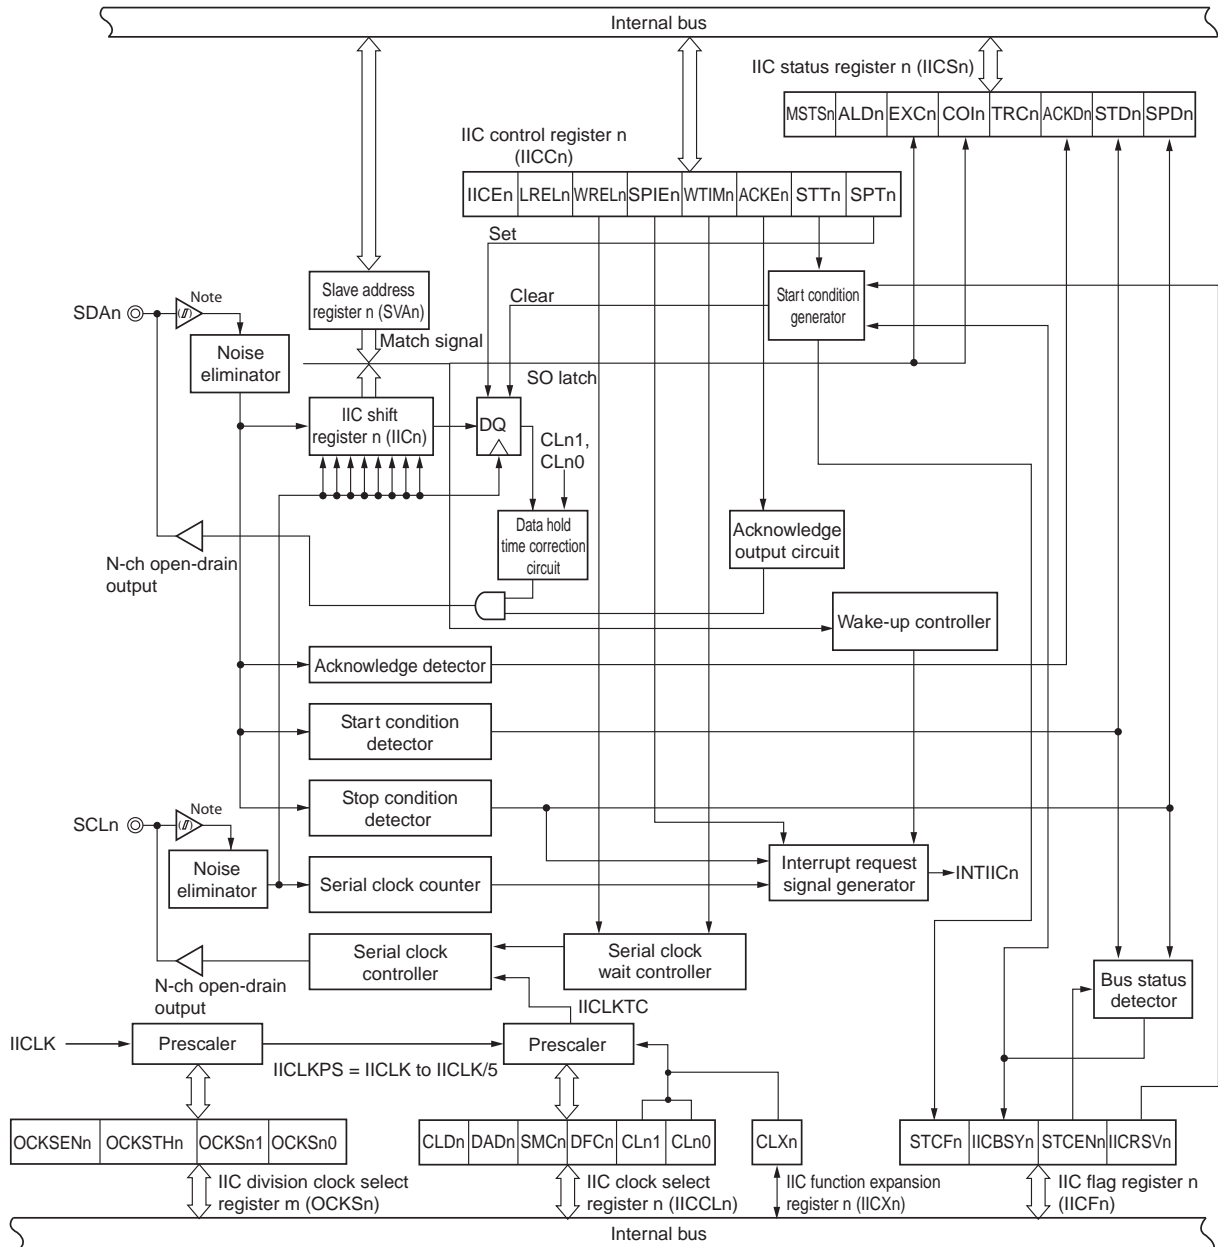 Internal bus
IIC status register n (IICSn)
MSTSn ALDn EXCn COIn TRCn ACKDn STDn SPDn
IIC control register n
(IICCn)
IICEn LRELn WRELn SPIEn WTIMn ACKEn STTn SPTn
Set
Slave address
register n (SVAn)
Clear
Start condition
generator
SDAn
Note
Noise
eliminator
Match signal
SO latch
IIC shift
register n (IICn)
DQ
CLn1,
CLn0
N-ch open-drain
output
Data hold
time correction
circuit
Acknowledge
output circuit
Wake-up controller
Acknowledge detector
Start condition
detector
Stop condition
detector
SCLn
Note
Noise
eliminator
Serial clock counter
Interrupt request
signal generator
INTIICn
Serial clock
controller
Serial clock
wait controller
N-ch open-drain
output
Bus status
detector
IICLKTC
IICLK
Prescaler
IICLKPS = IICLK to IICLK/5
Prescaler
OCKSENn OCKSTHn OCKSn1 OCKSn0
CLDn DADn SMCn DFCn CLn1 CLn0
CLXn
STCFn IICBSYn STCENn IICRSVn
IIC division clock select
register m (OCKSn)
IIC clock select
register n (IICCLn)
IIC function expansion
register n (IICXn)
IIC flag register n
(IICFn)
Internal bus